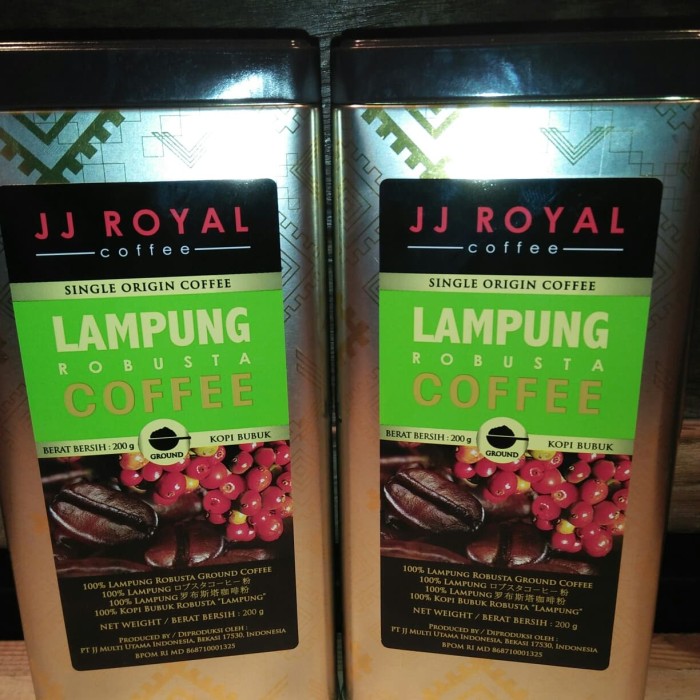 JJ ROYAL
coffee
SINGLE ORIGIN COFFEE
LAMPUNG
ROBUSTA
COFFEE
BERAT BERSIH : 200 g
GROUND
KOPI BUBUK
100% LAMPUNG ROBUSTA GROUND COFFEE
100% LAMPUNG ロブスタコーヒー粉
100% LAMPUNG 罗布斯塔咖啡粉
100% KOPI BUBUK ROBUSTA "LAMPUNG"
NET WEIGHT / BERAT BERSIH : 200 g
PRODUCED BY / DIPRODUKSI OLEH :
PT JJ MULTI UTAMA INDONESIA, BEKASI 17530, INDONESIA
BPOM RI MD 868710001325
JJ ROYAL
coffee
SINGLE ORIGIN COFFEE
LAMPUNG
ROBUSTA
COFFEE
BERAT BERSIH : 200 g
GROUND
KOPI BUBUK
100% LAMPUNG ROBUSTA GROUND COFFEE
100% LAMPUNG ロブスタコーヒー粉
100% LAMPUNG 罗布斯塔咖啡粉
100% KOPI BUBUK ROBUSTA "LAMPUNG"
NET WEIGHT / BERAT BERSIH : 200 g
PRODUCED BY / DIPRODUKSI OLEH :
PT JJ MULTI UTAMA INDONESIA, BEKASI 17530, INDONESIA
BPOM RI MD 868710001325